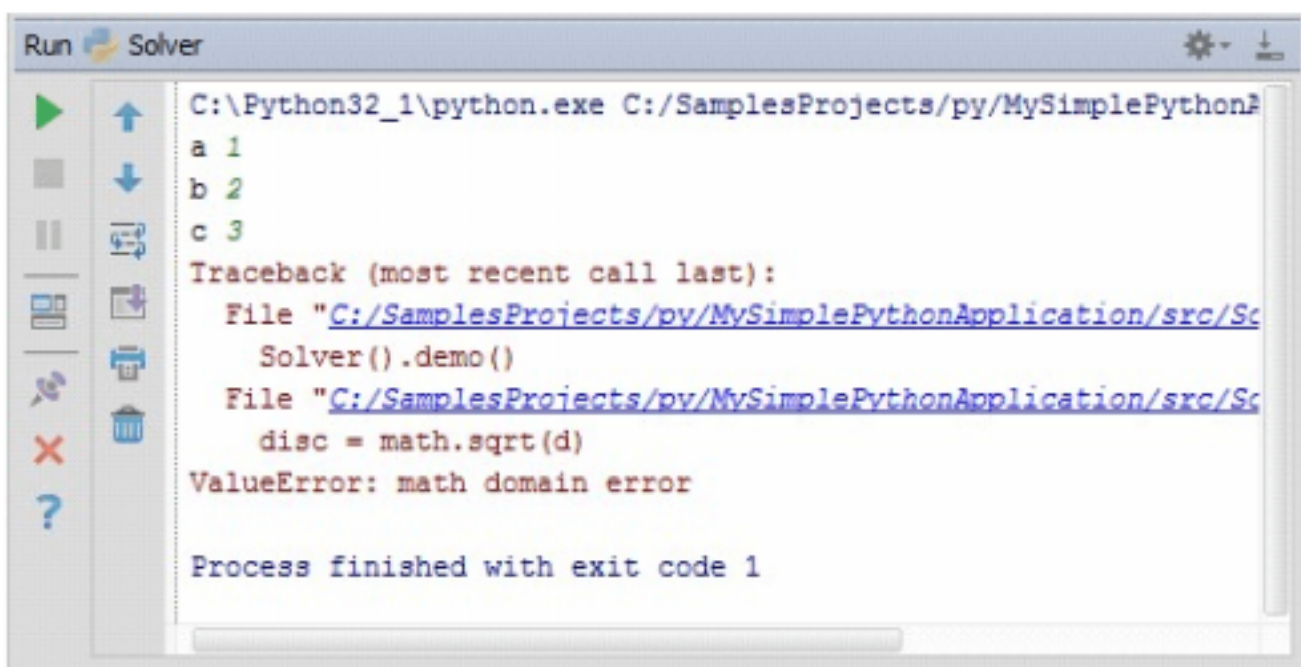 Run Solver
C:\Python32_1\python.exe C:/SamplesProjects/py/MySimplePythonA
a 1
b 2
c 3
Traceback (most recent call last):
File "C:/SamplesProjects/py/MySimplePythonApplication/src/So
Solver().demo()
File "C:/SamplesProjects/py/MySimplePythonApplication/src/So
disc = math.sqrt(d)
ValueError: math domain error
Process finished with exit code 1